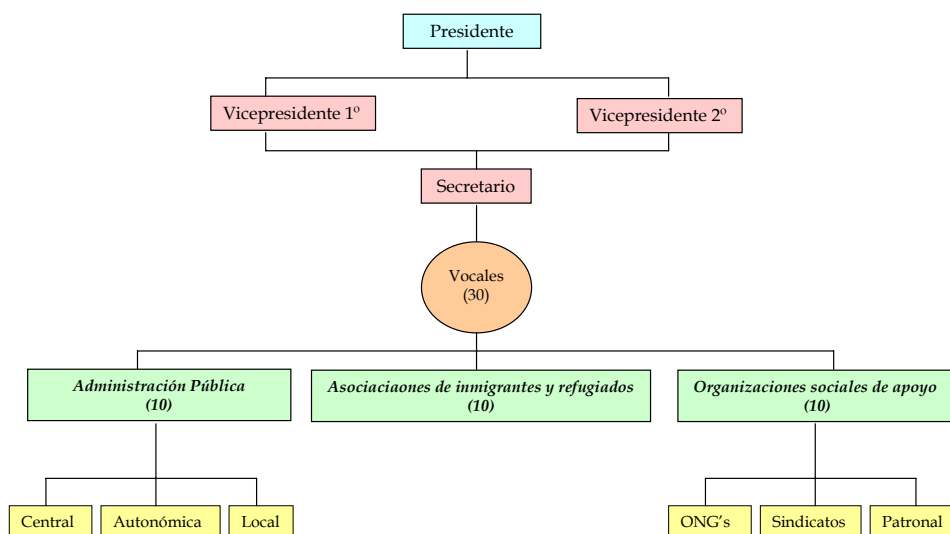 Presidente
Vicepresidente 1º
Vicepresidente 2º
Secretario
Vocales
(30)
Administración Pública
(10)
Asociaciaones de inmigrantes y refugiados
(10)
Organizaciones sociales de apoyo
(10)
Central
Autonómica
Local
ONG's
Sindicatos
Patronal